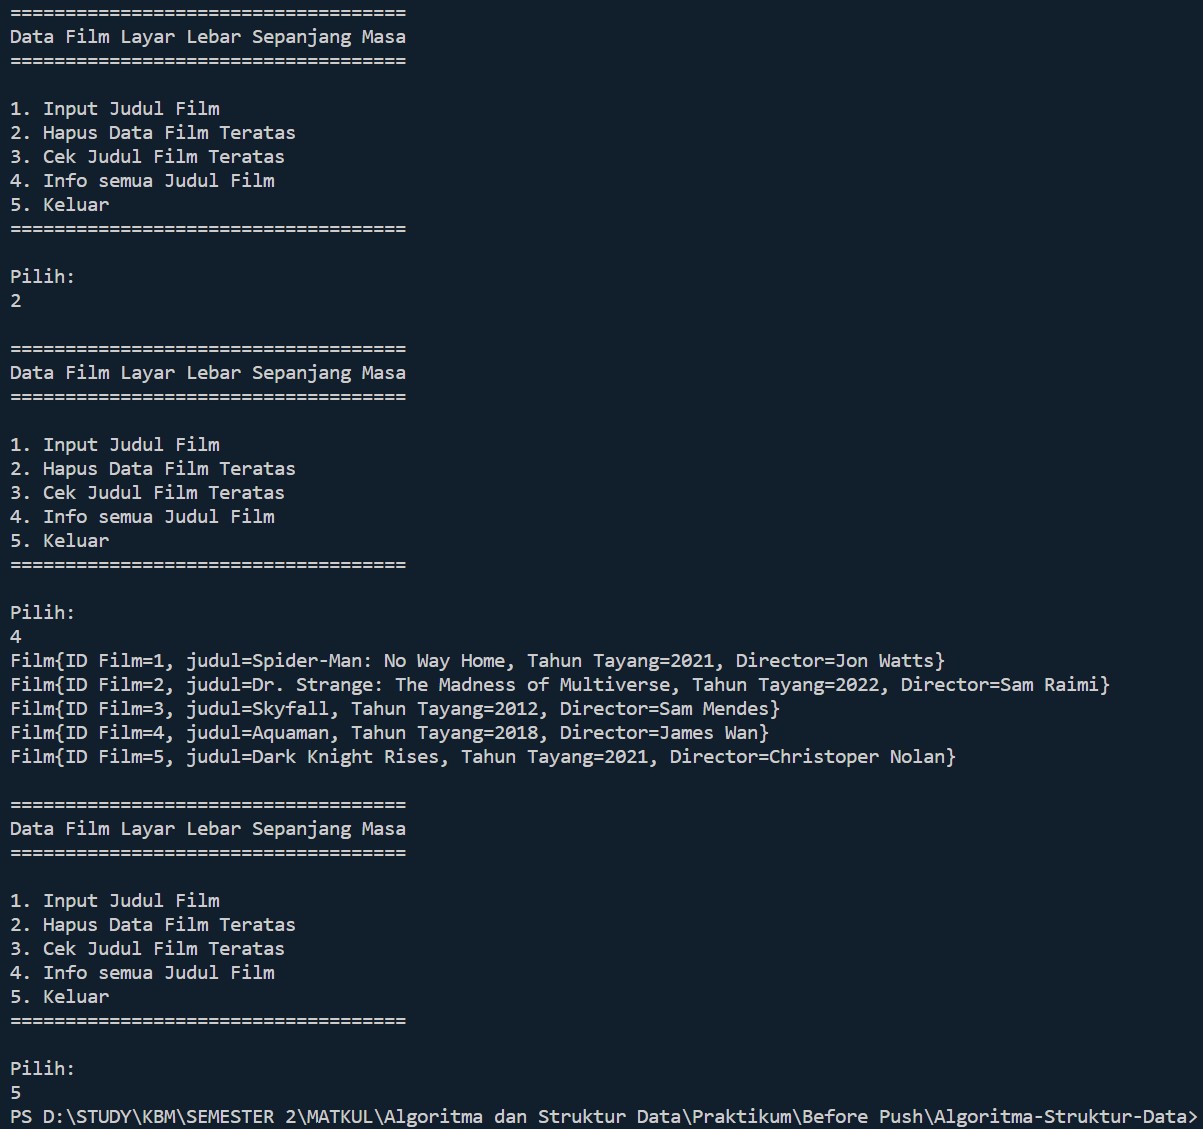 ====================================
Data Film Layar Lebar Sepanjang Masa
====================================
1. Input Judul Film
2. Hapus Data Film Teratas
3. Cek Judul Film Teratas
4. Info semua Judul Film
5. Keluar
====================================
Pilih:
2
====================================
Data Film Layar Lebar Sepanjang Masa
====================================
1. Input Judul Film
2. Hapus Data Film Teratas
3. Cek Judul Film Teratas
4. Info semua Judul Film
5. Keluar
====================================
Pilih:
4
Film{ID Film=1, judul=Spider-Man: No Way Home, Tahun Tayang=2021, Director=Jon Watts}
Film{ID Film=2, judul=Dr. Strange: The Madness of Multiverse, Tahun Tayang=2022, Director=Sam Raimi}
Film{ID Film=3, judul=Skyfall, Tahun Tayang=2012, Director=Sam Mendes}
Film{ID Film=4, judul=Aquaman, Tahun Tayang=2018, Director=James Wan}
Film{ID Film=5, judul=Dark Knight Rises, Tahun Tayang=2021, Director=Christoper Nolan}
====================================
Data Film Layar Lebar Sepanjang Masa
====================================
1. Input Judul Film
2. Hapus Data Film Teratas
3. Cek Judul Film Teratas
4. Info semua Judul Film
5. Keluar
====================================
Pilih:
5
PS D:\STUDY\KBM\SEMESTER 2\MATKUL\Algoritma dan Struktur Data\Praktikum\Before Push\Algoritma-Struktur-Data>